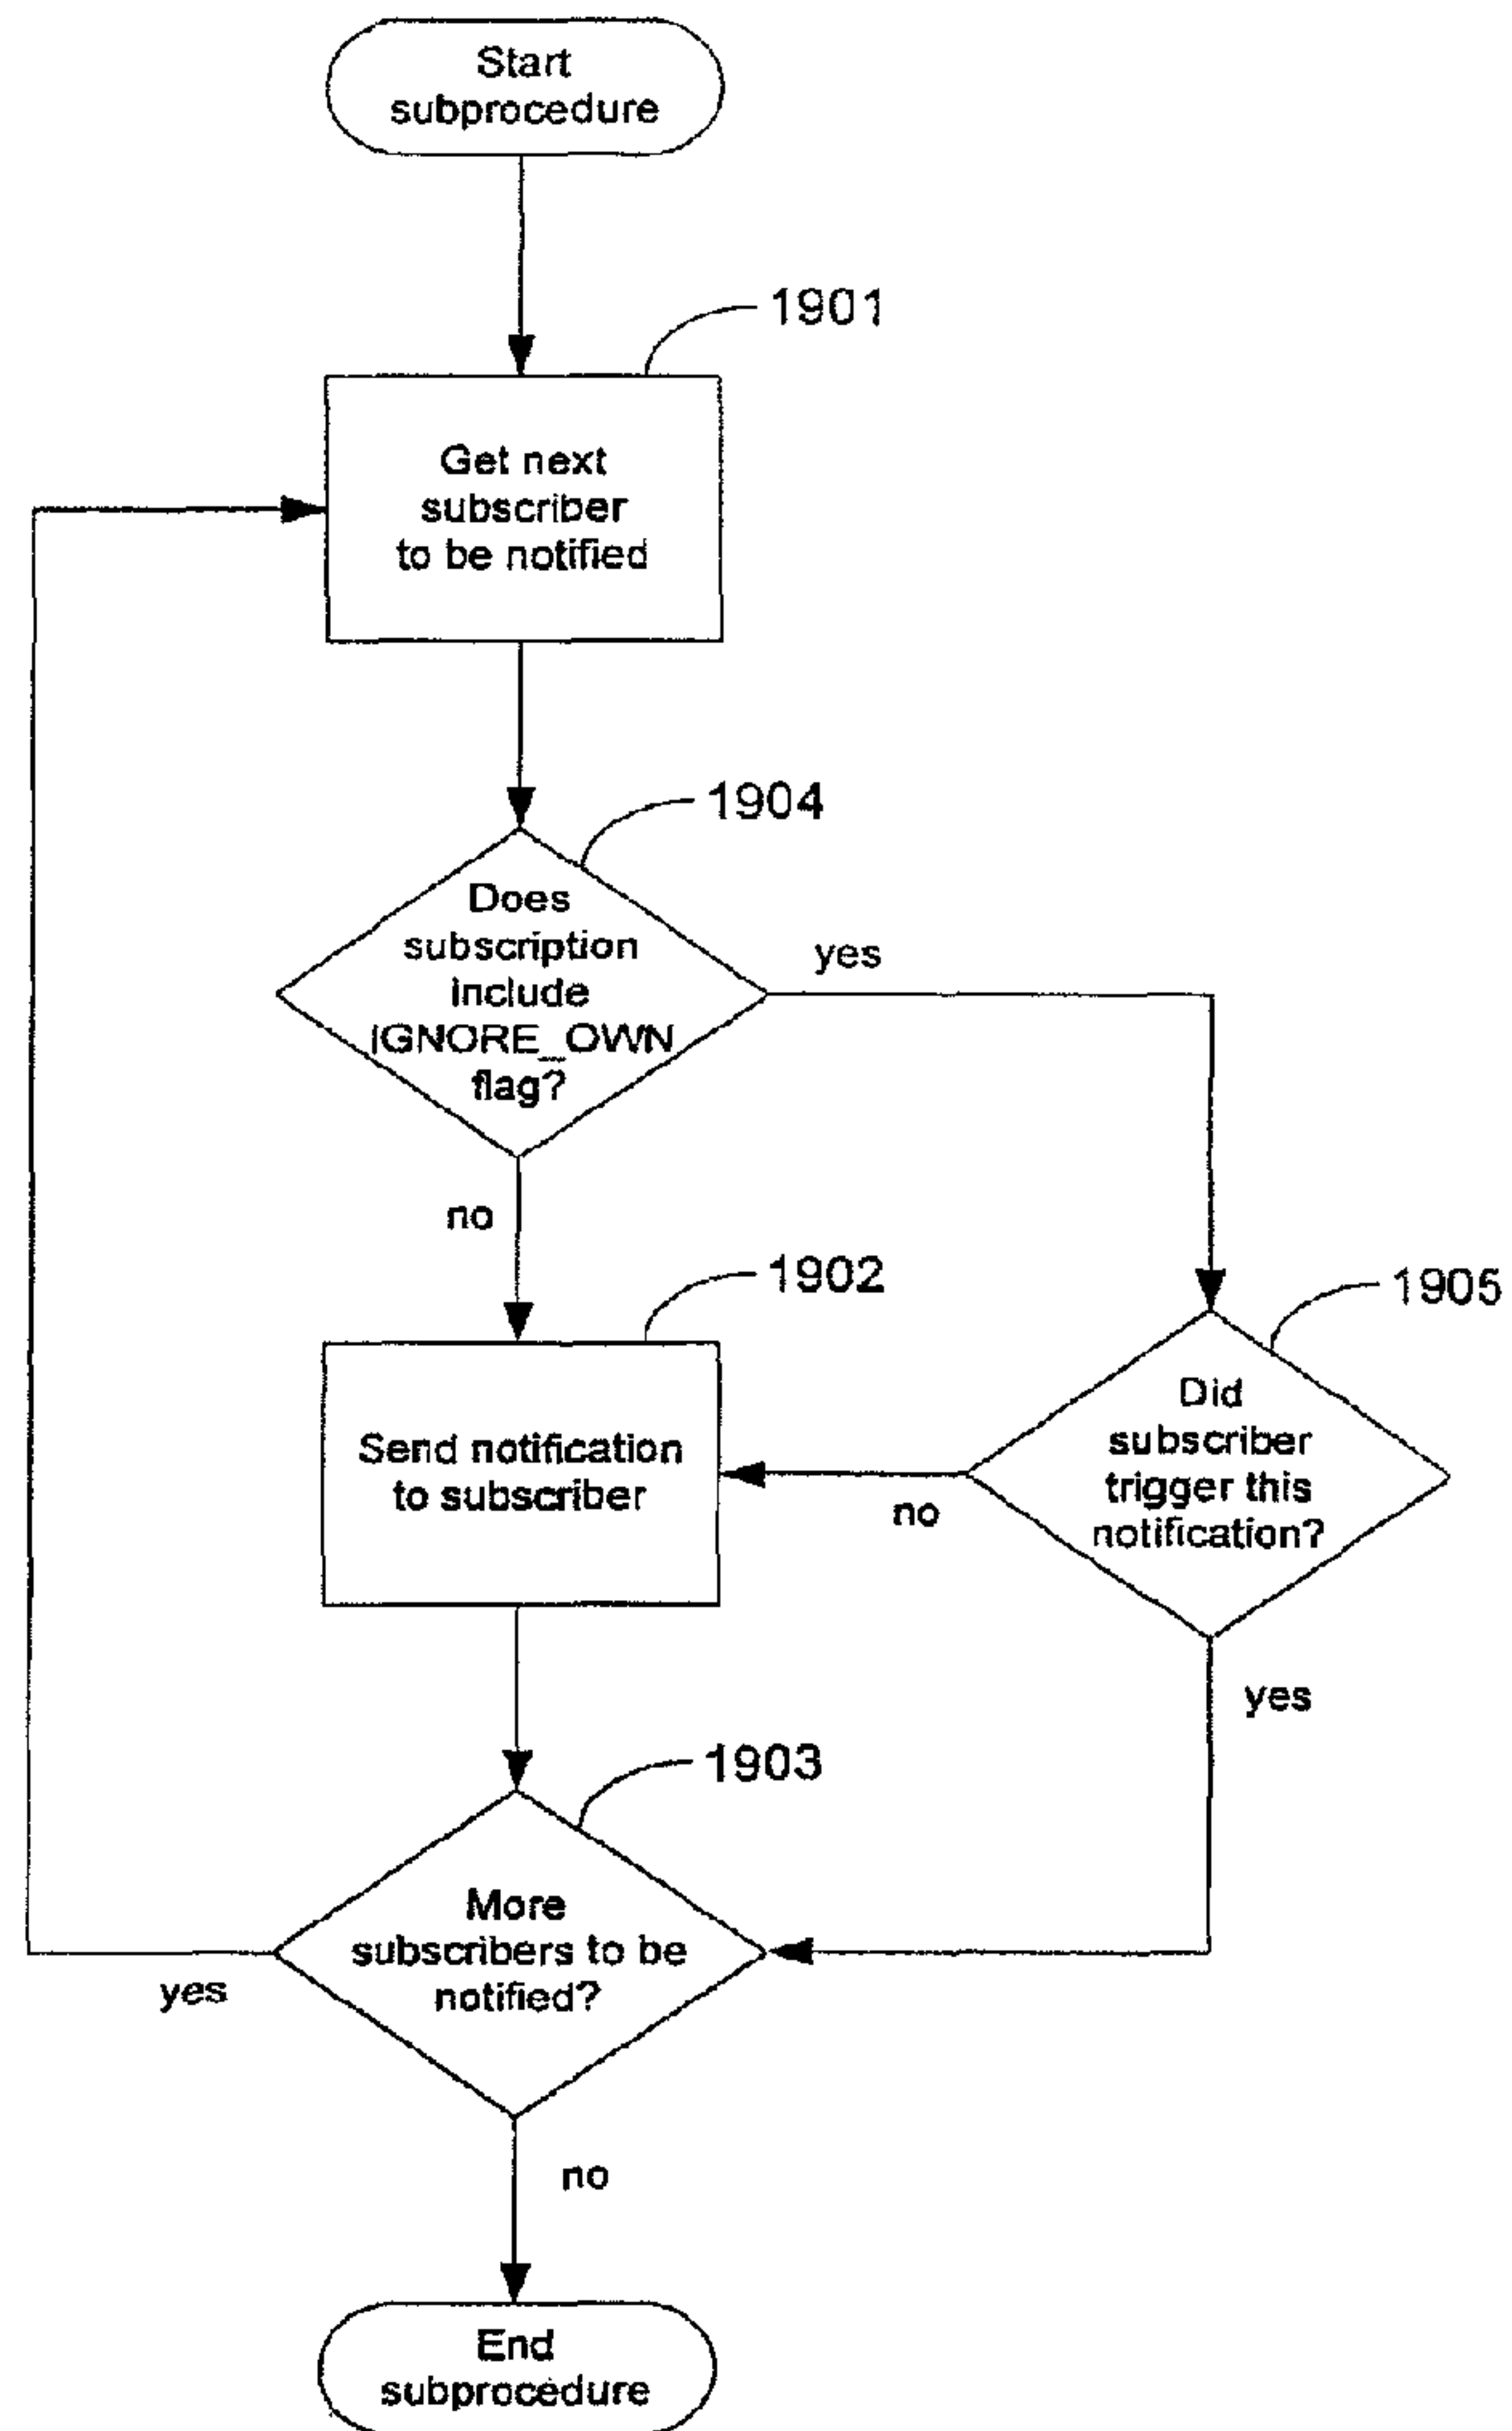 Start
subprocedure
1901
Get next
subscriber
to be notified
1904
Does
subscription
include
IGNORE_OWN
flag?
yes
no
1902
1905
Send notification
to subscriber
Did
subscriber
trigger this
notification?
no
yes
1903
More
subscribers to be
notified?
yes
no
End
subprocedure